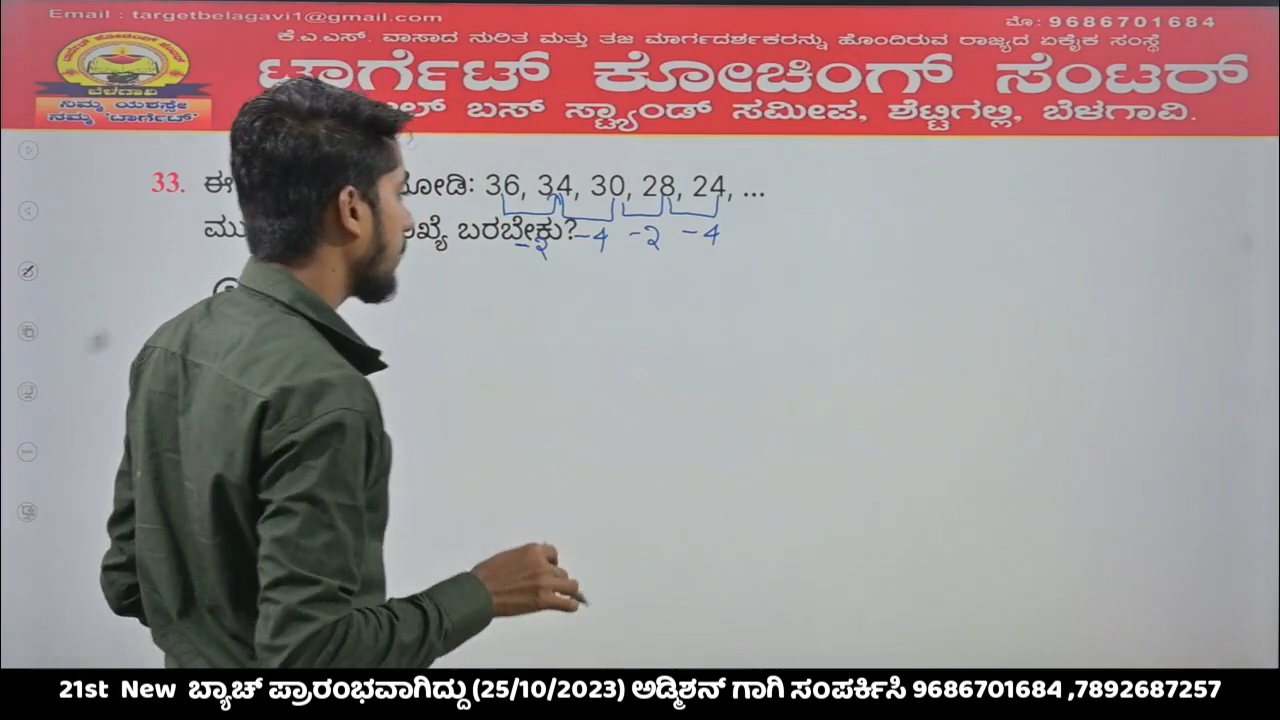 Email : targetbelagavi1@gmail.com
ಮೊ: 9686701684
ಕೆ.ಎ.ಎಸ್. ಪಾಸಾದ ನುರಿತ ಮತ್ತು ತಜ್ಞ ಮಾರ್ಗದರ್ಶಕರನ್ನು ಹೊಂದಿರುವ ರಾಜ್ಯದ ಏಕೈಕ ಸಂಸ್ಥೆ
ಟಾರ್ಗೆಟ್ ಕೋಚಿಂಗ್ ಸೆಂಟರ್
ಬೆಳಗಾವಿ
ನಿಮ್ಮ ಯಶಸ್ಸೇ
ನಮ್ಮ 'ಟಾರ್ಗೆಟ್'
ಬಸ್ ಸ್ಟ್ಯಾಂಡ್ ಸಮೀಪ, ಶೆಟ್ಟಿಗಲ್ಲಿ, ಬೆಳಗಾವಿ.
33. ಈ ನೋಡಿ: 36, 34, 30, 28, 24, ...
ಬರಬೇಕು?
-2 -4 -2 -4
21st New ಬ್ಯಾಚ್ ಪ್ರಾರಂಭವಾಗಿದ್ದು (25/10/2023) ಅಡ್ಮಿಶನ್ ಗಾಗಿ ಸಂಪರ್ಕಿಸಿ 9686701684 ,7892687257